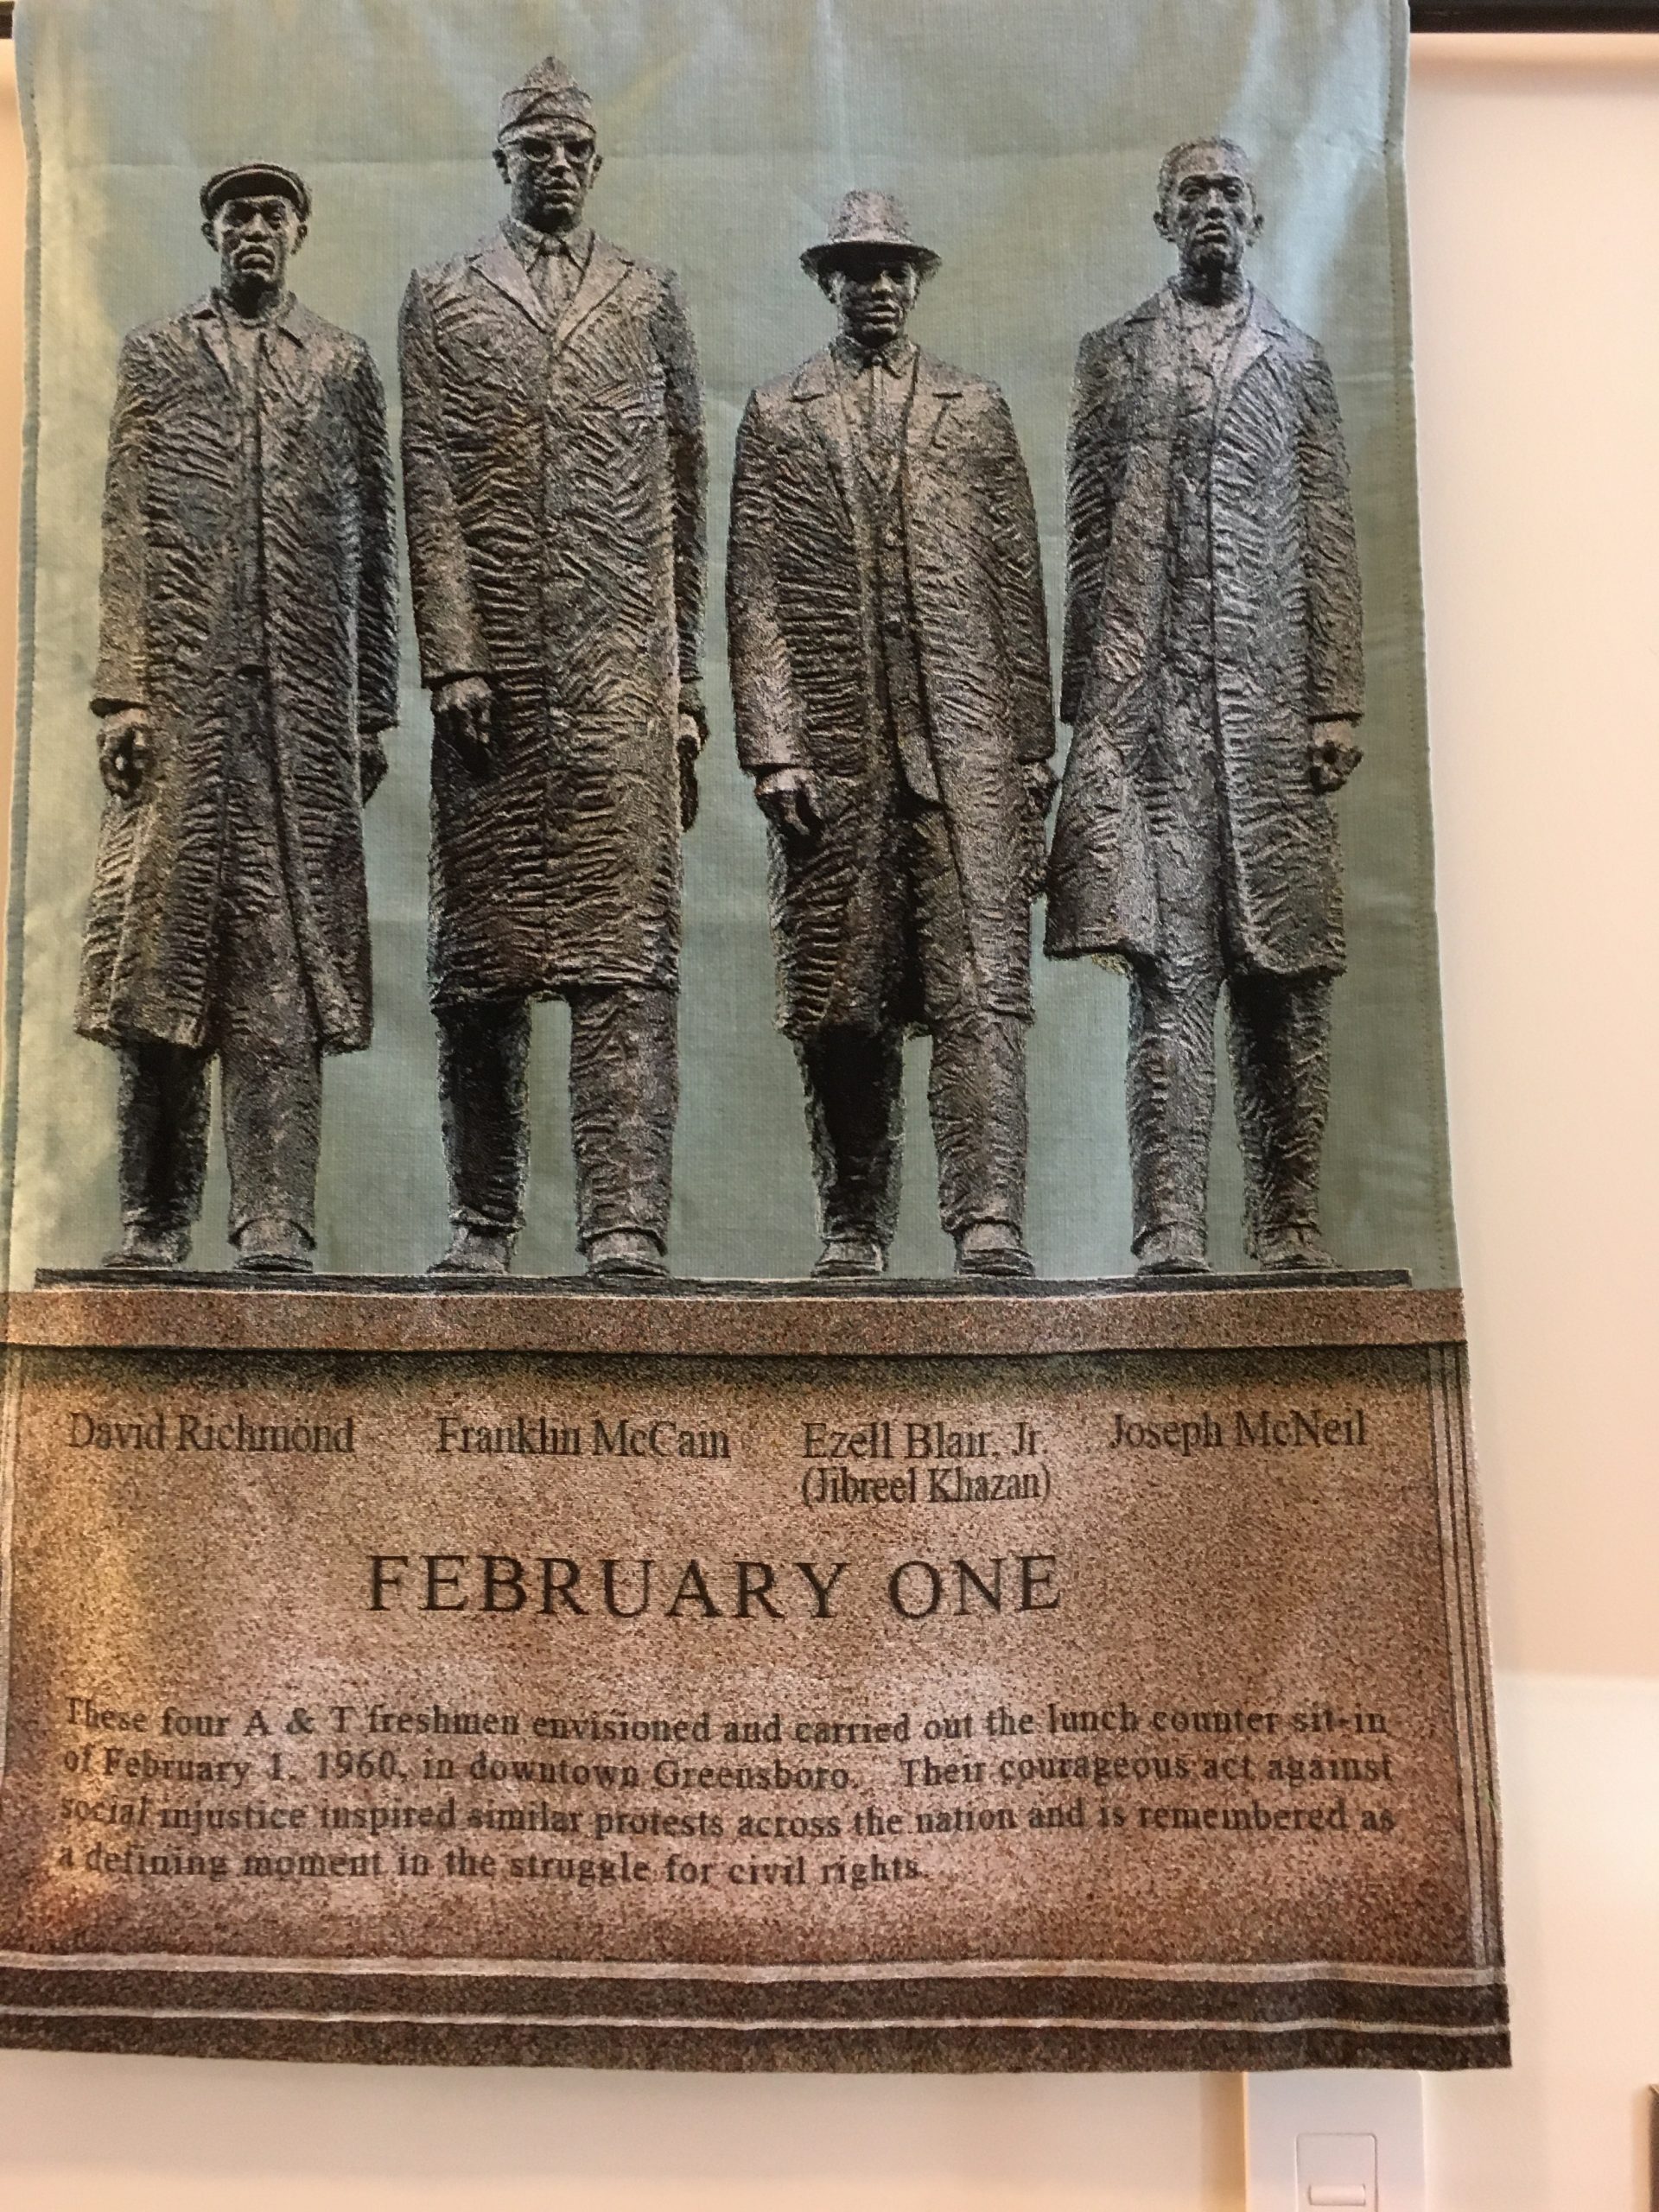 David Richmond Franklin McCain Ezell Blair, Jr. Joseph McNeil
(Jibreel Khazan)
FEBRUARY ONE
These four A & T freshmen envisioned and carried out the lunch counter sit-in
of February 1, 1960, in downtown Greensboro. Their courageous act against
social injustice inspired similar protests across the nation and is remembered as
a defining moment in the struggle for civil rights.